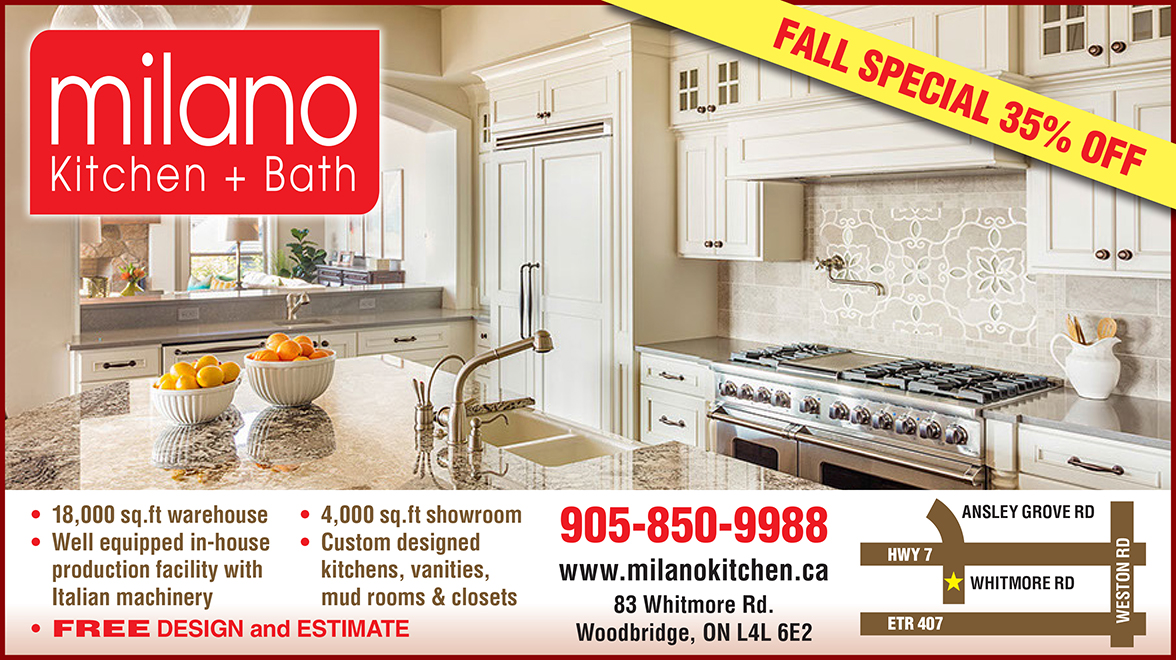 milano
Kitchen + Bath
FALL SPECIAL 35% OFF
• 18,000 sq.ft warehouse
• Well equipped in-house
production facility with
Italian machinery
• FREE DESIGN and ESTIMATE
• 4,000 sq.ft showroom
• Custom designed
kitchens, vanities,
mud rooms & closets
905-850-9988
www.milanokitchen.ca
83 Whitmore Rd.
Woodbridge, ON L4L 6E2
ANSLEY GROVE RD
HWY 7
WHITMORE RD
WESTON RD
ETR 407